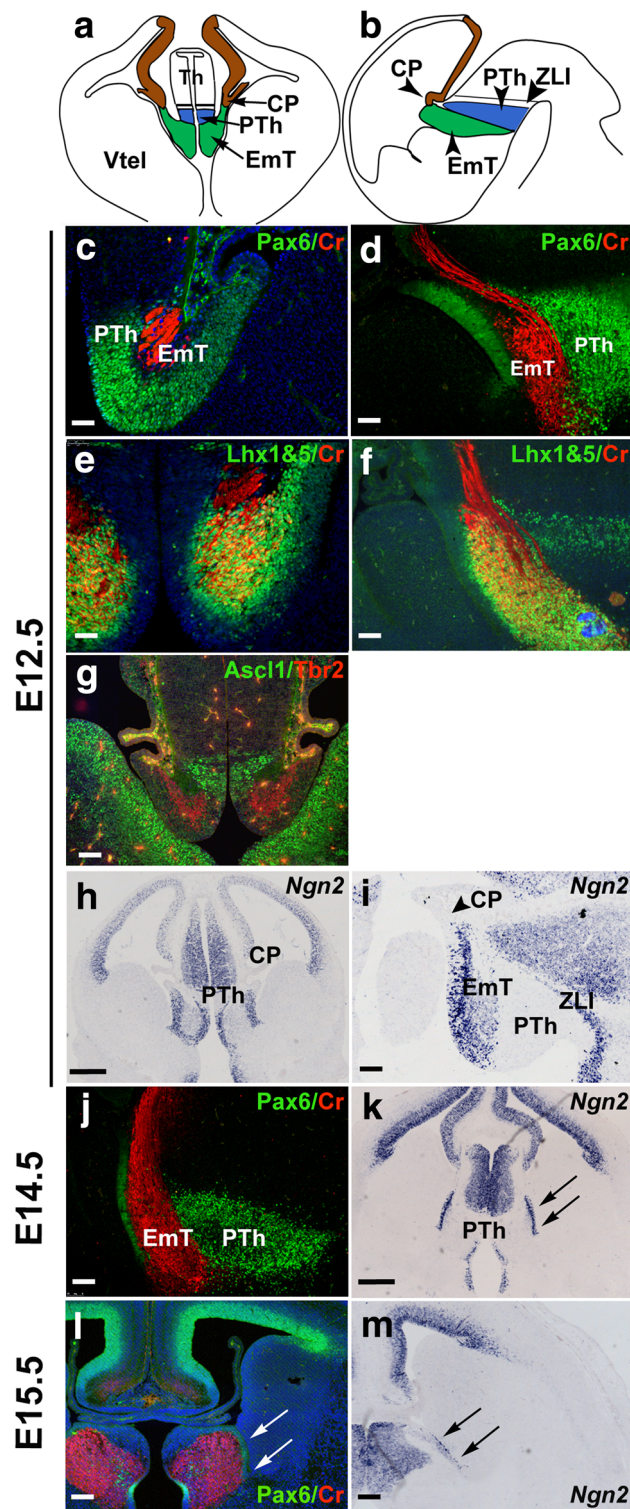 a
Th
CP
PTh
Vtel
EmT
b
CP
PTh
ZLI
EmT
E12.5
c
Pax6/Cr
PTh
EmT
d
Pax6/Cr
EmT
PTh
e
Lhx1&5/Cr
f
Lhx1&5/Cr
g
Ascl1/Tbr2
h
Ngn2
CP
PTh
i
Ngn2
CP
EmT
ZLI
PTh
E14.5
j
Pax6/Cr
EmT
PTh
k
Ngn2
PTh
E15.5
l
Pax6/Cr
m
Ngn2